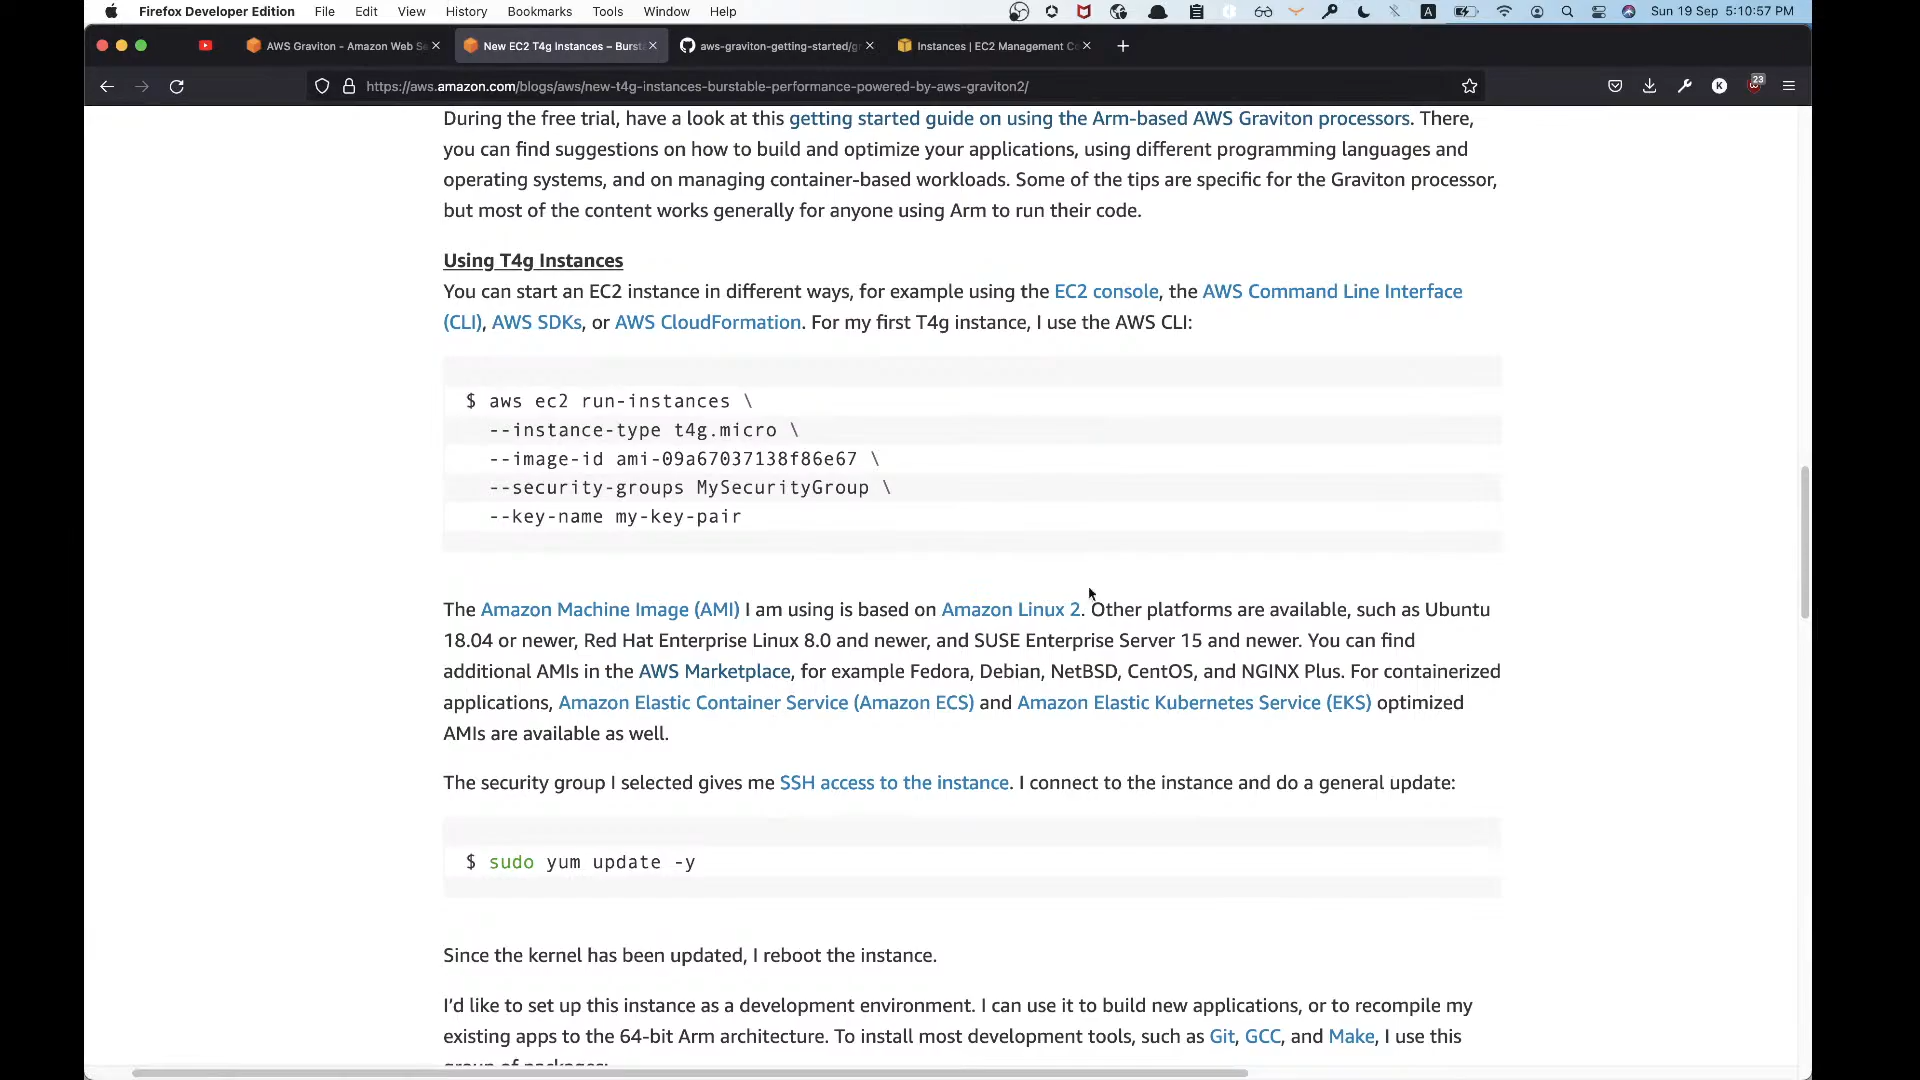 Firefox Developer Edition File Edit View History Bookmarks Tools Window Help A Sun 19 Sep 5:10:57 PM
AWS Graviton - Amazon Web Se New EC2 T4g Instances – Burst aws-graviton-getting-started/g Instances | EC2 Management Co
https://aws.amazon.com/blogs/aws/new-t4g-instances-burstable-performance-powered-by-aws-graviton2/ K 23
During the free trial, have a look at this getting started guide on using the Arm-based AWS Graviton processors. There,
you can find suggestions on how to build and optimize your applications, using different programming languages and
operating systems, and on managing container-based workloads. Some of the tips are specific for the Graviton processor,
but most of the content works generally for anyone using Arm to run their code.
Using T4g Instances
You can start an EC2 instance in different ways, for example using the EC2 console, the AWS Command Line Interface
(CLI), AWS SDKs, or AWS CloudFormation. For my first T4g instance, I use the AWS CLI:
$ aws ec2 run-instances \
--instance-type t4g.micro \
--image-id ami-09a67037138f86e67 \
--security-groups MySecurityGroup \
--key-name my-key-pair
The Amazon Machine Image (AMI) I am using is based on Amazon Linux 2. Other platforms are available, such as Ubuntu
18.04 or newer, Red Hat Enterprise Linux 8.0 and newer, and SUSE Enterprise Server 15 and newer. You can find
additional AMIs in the AWS Marketplace, for example Fedora, Debian, NetBSD, CentOS, and NGINX Plus. For containerized
applications, Amazon Elastic Container Service (Amazon ECS) and Amazon Elastic Kubernetes Service (EKS) optimized
AMIs are available as well.
The security group I selected gives me SSH access to the instance. I connect to the instance and do a general update:
$ sudo yum update -y
Since the kernel has been updated, I reboot the instance.
I'd like to set up this instance as a development environment. I can use it to build new applications, or to recompile my
existing apps to the 64-bit Arm architecture. To install most development tools, such as Git, GCC, and Make, I use this
group of packages: